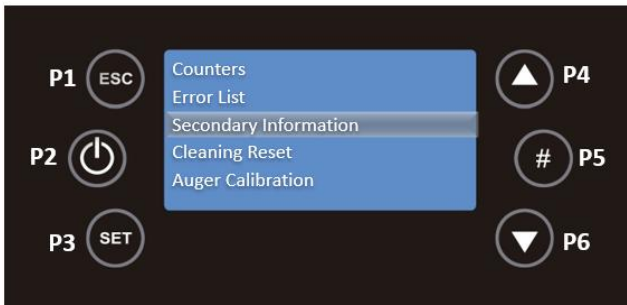 P1 ESC
P2
P3 SET
Counters
Error List
Secondary Information
Cleaning Reset
Auger Calibration
P4
# P5
P6